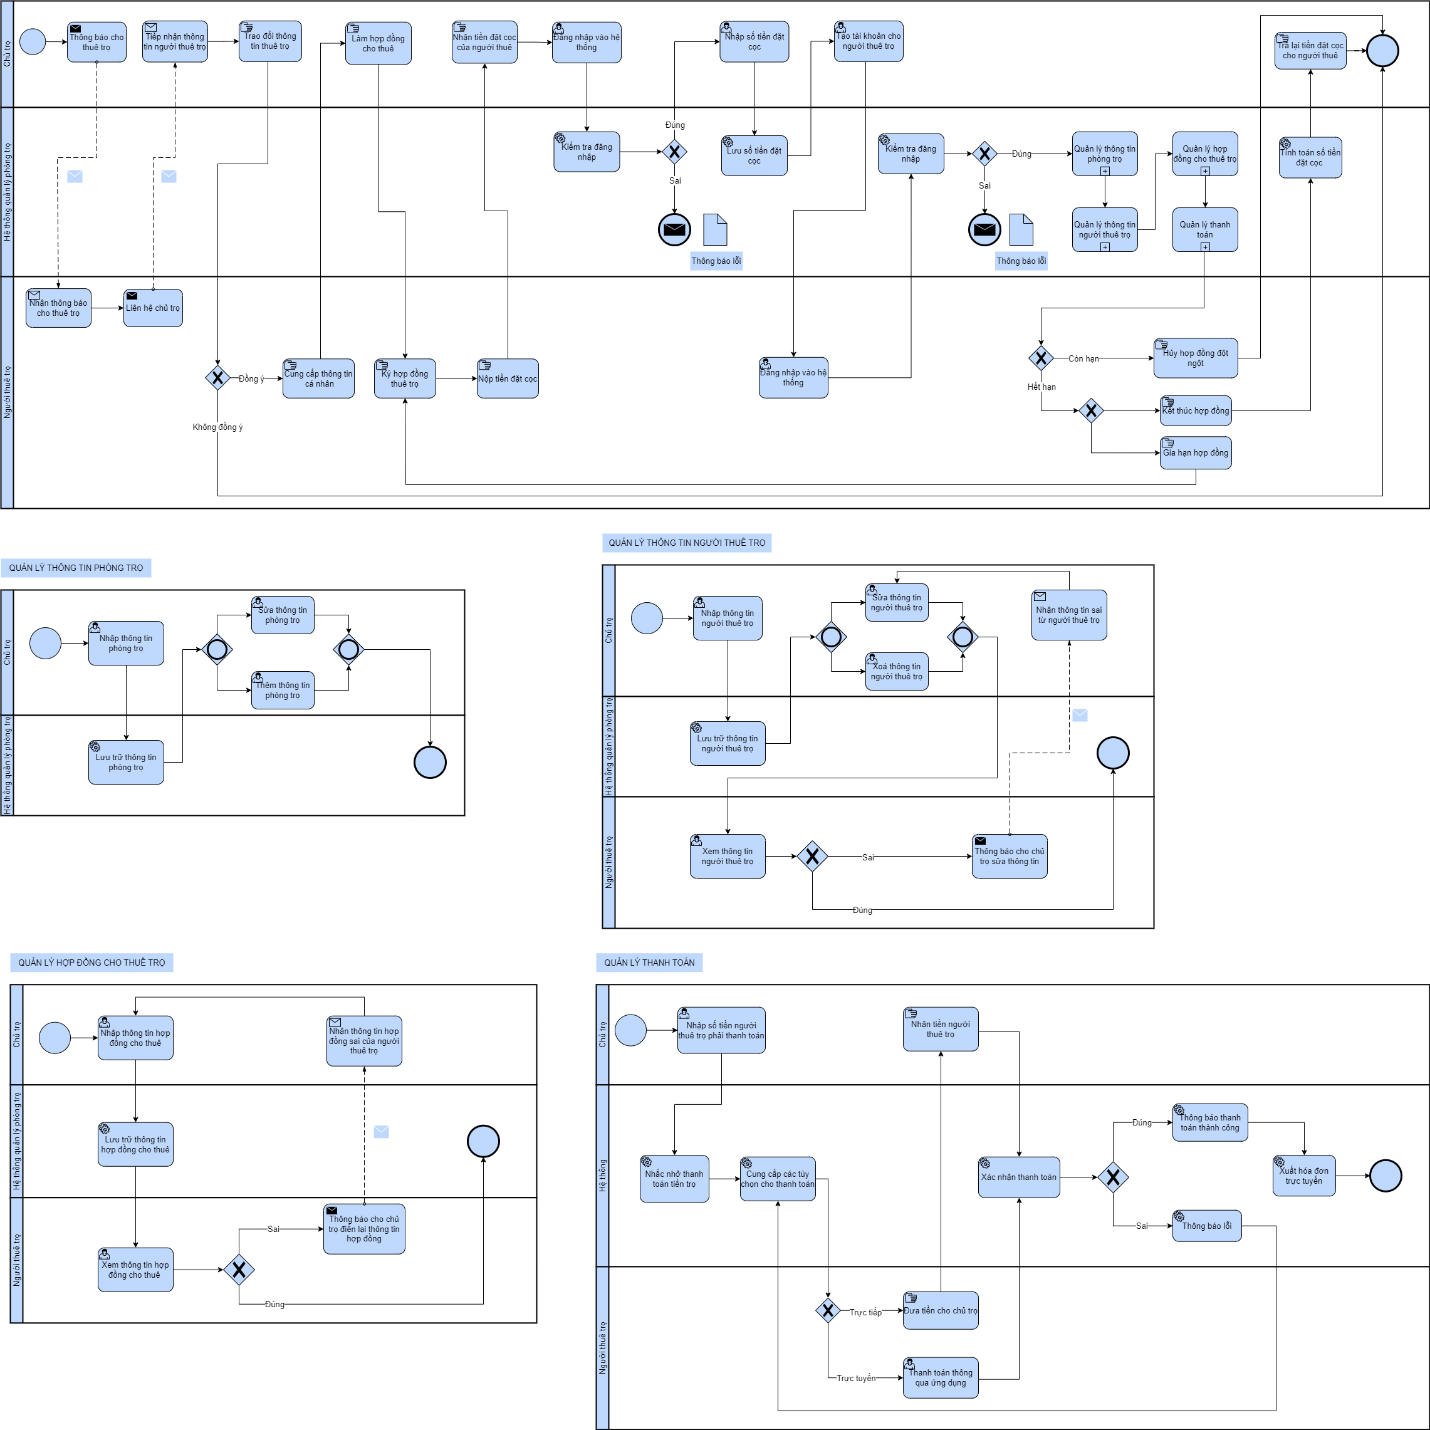 Chủ trọ
Thông báo cho
thuê trọ
Tiếp nhận thông
tin người thuê trọ
Trao đổi thông
tin thuê trọ
Làm hợp đồng
cho thuê
Nhận tiền đặt cọc
của người thuê
Đăng nhập vào hệ
thống
Nhập số tiền đặt
cọc
Tạo tài khoản cho
người thuê trọ
Trả lại tiền đặt cọc
cho người thuê
Hệ thống quản lý phòng trọ
Kiểm tra đăng
nhập
Đúng
Sai
Thông báo lỗi
Lưu số tiền đặt
cọc
Kiểm tra đăng
nhập
Đúng
Sai
Thông báo lỗi
Quản lý thông tin
phòng trọ
Quản lý hợp
đồng cho thuê trọ
Quản lý thông tin
người thuê trọ
Quản lý thanh
toán
Tính toán số tiền
đặt cọc
Người thuê trọ
Nhận thông báo
cho thuê trọ
Liên hệ chủ trọ
Đồng ý
Không đồng ý
Cung cấp thông tin
cá nhân
Ký hợp đồng
thuê trọ
Nộp tiền đặt cọc
Đăng nhập vào hệ
thống
Còn hạn
Hết hạn
Hủy hợp đồng đột
ngột
Kết thúc hợp đồng
Gia hạn hợp đồng
QUẢN LÝ THÔNG TIN PHÒNG TRỌ
Chủ trọ
Nhập thông tin
phòng trọ
Sửa thông tin
phòng trọ
Thêm thông tin
phòng trọ
Hệ thống quản lý phòng trọ
Lưu trữ thông tin
phòng trọ
QUẢN LÝ THÔNG TIN NGƯỜI THUÊ TRỌ
Chủ trọ
Nhập thông tin
người thuê trọ
Sửa thông tin
người thuê trọ
Xoá thông tin
người thuê trọ
Nhận thông tin sai
từ người thuê trọ
Hệ thống quản lý phòng trọ
Lưu trữ thông tin
người thuê trọ
Người thuê trọ
Xem thông tin
người thuê trọ
Sai
Đúng
Thông báo cho chủ
trọ sửa thông tin
QUẢN LÝ HỢP ĐỒNG CHO THUÊ TRỌ
Chủ trọ
Nhập thông tin hợp
đồng cho thuê
Nhận thông tin hợp
đồng sai của người
thuê trọ
Hệ thống quản lý phòng trọ
Lưu trữ thông tin
hợp đồng cho thuê
Người thuê trọ
Xem thông tin hợp
đồng cho thuê
Sai
Đúng
Thông báo cho chủ
trọ điền lại thông tin
hợp đồng
QUẢN LÝ THANH TOÁN
Chủ trọ
Nhập số tiền người
thuê trọ phải thanh toán
Nhận tiền người
thuê trọ
Hệ thống
Nhắc nhở thanh
toán tiền trọ
Cung cấp các tùy
chọn cho thanh toán
Xác nhận thanh toán
Đúng
Sai
Thông báo thanh
toán thành công
Thông báo lỗi
Xuất hóa đơn
trực tuyến
Người thuê trọ
Trực tiếp
Trực tuyến
Đưa tiền cho chủ trọ
Thanh toán thông
qua ứng dụng